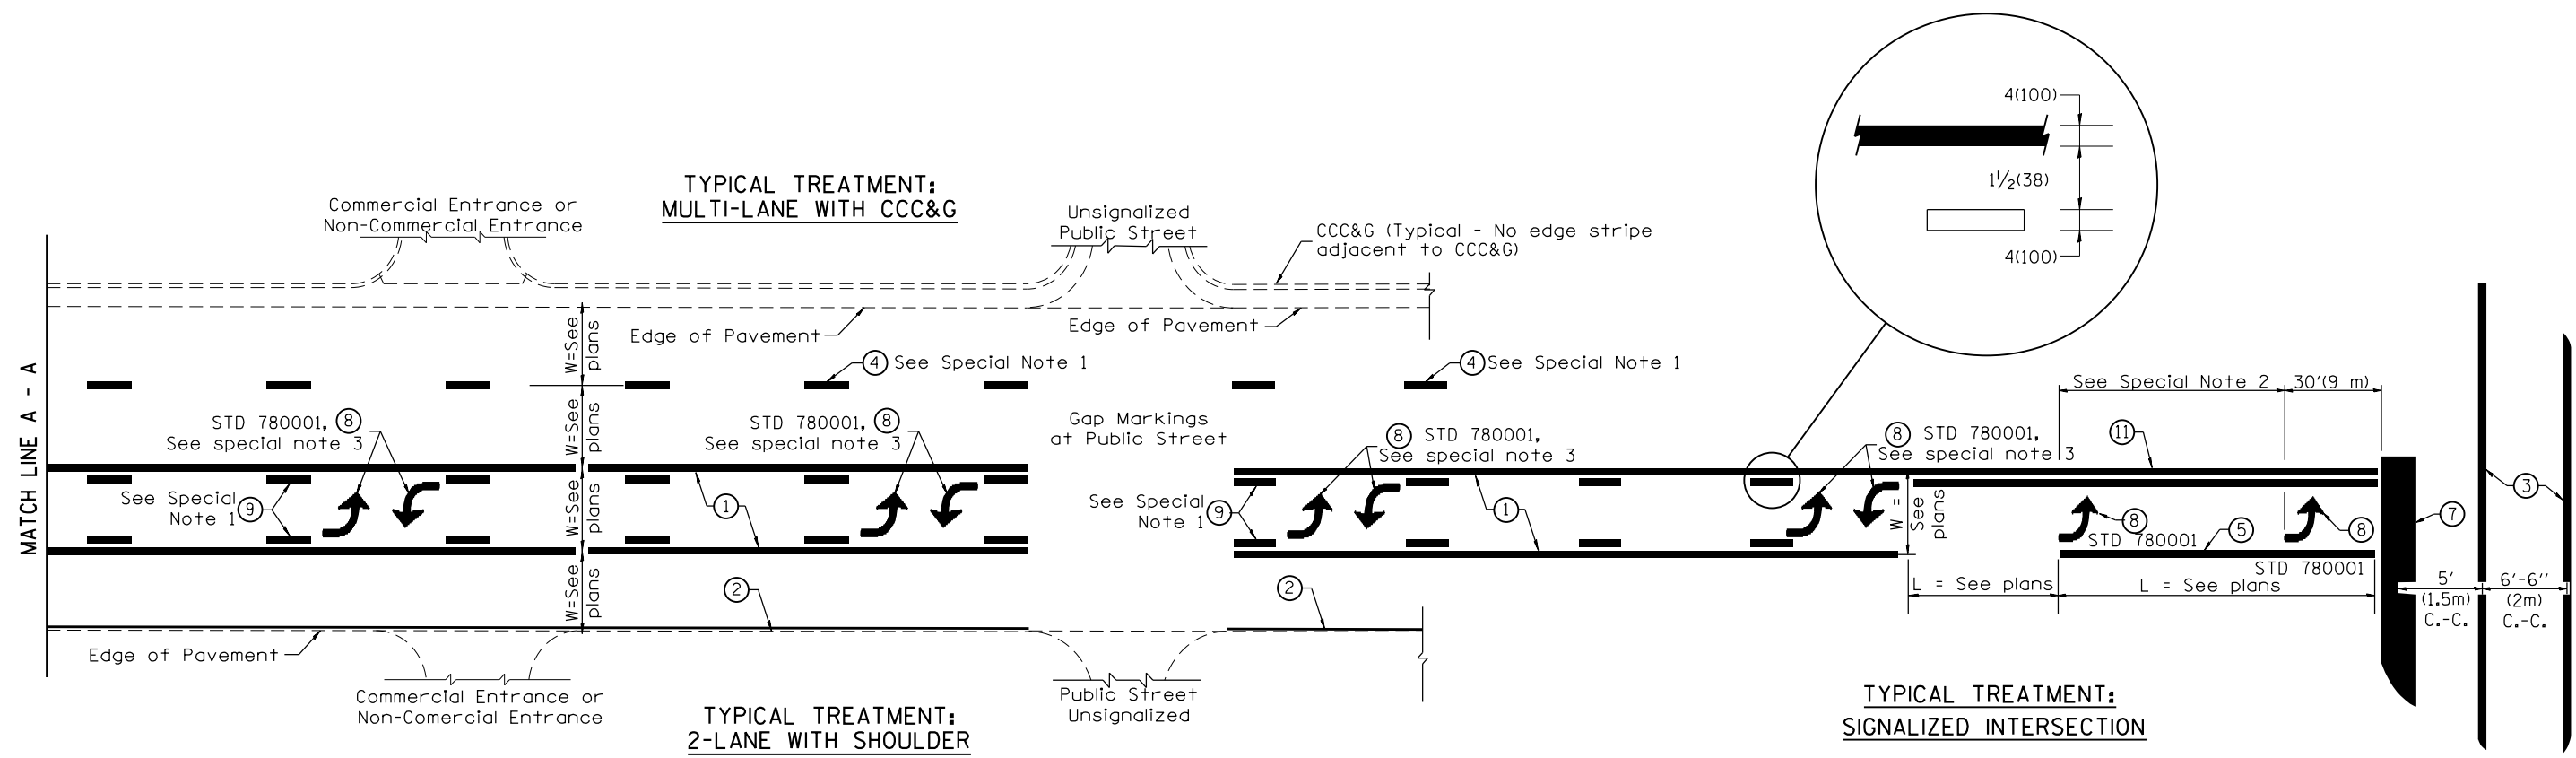 4(100)
1½(38)
4(100)
TYPICAL TREATMENT:
MULTI-LANE WITH CCC&G
Commercial Entrance or
Non-Commercial Entrance
Unsignalized
Public Street
CCC&G (Typical - No edge stripe
adjacent to CCC&G)
Edge of Pavement
Edge of Pavement
W=See
plans
4 See Special Note 1
4 See Special Note 1
See Special Note 2
30'(9 m)
MATCH LINE A - A
STD 780001, 8
See special note 3
W=See
plans
STD 780001, 8
See special note 3
Gap Markings
at Public Street
8 STD 780001,
See special note 3
8 STD 780001,
See special note 3
11
See Special
Note 1 9
W=See
plans
1
See Special
Note 1 9
1
W =
See
plans
8
STD 780001
5
8
STD 780001
7
3
W=See
plans
2
2
L = See plans
L = See plans
5'
(1.5m)
C.-C.
6'-6"
(2m)
C.-C.
Edge of Pavement
Commercial Entrance or
Non-Comercial Entrance
Public Street
Unsignalized
TYPICAL TREATMENT:
2-LANE WITH SHOULDER
TYPICAL TREATMENT:
SIGNALIZED INTERSECTION